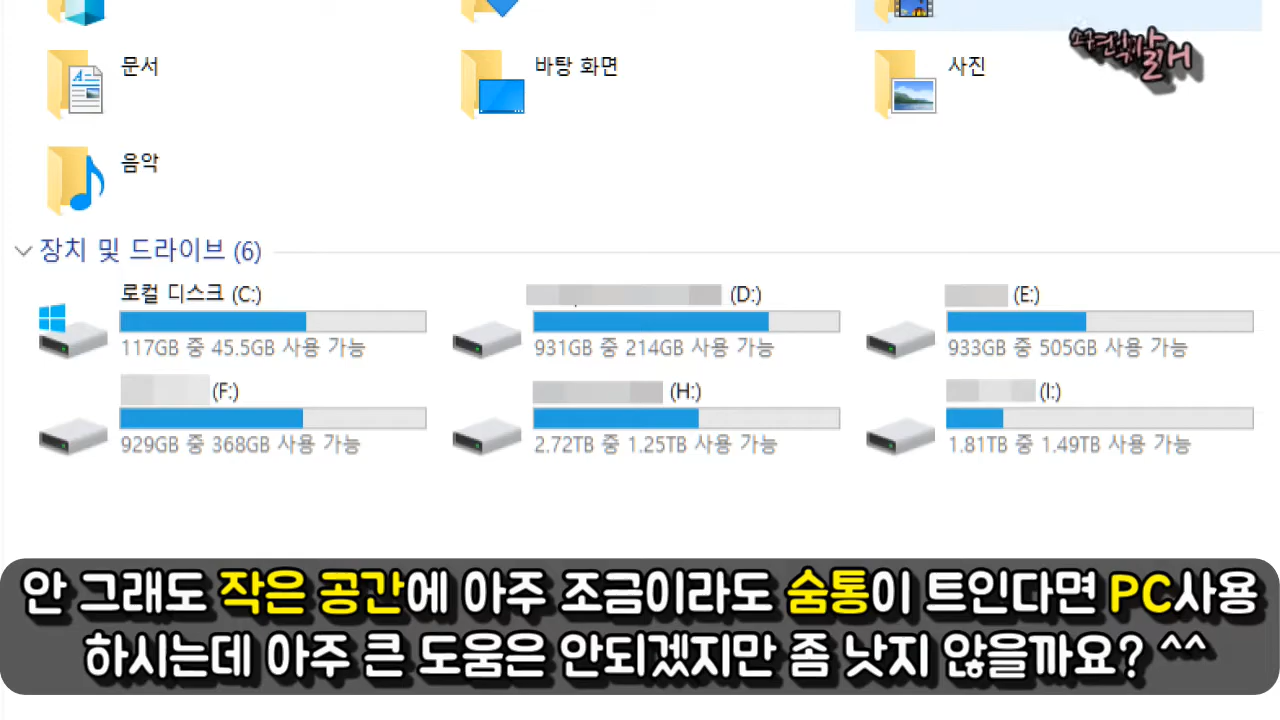 문서
바탕 화면
사진
음악
장치 및 드라이브 (6)
로컬 디스크 (C:)
(D:)
(E:)
117GB 중 45.5GB 사용 가능
931GB 중 214GB 사용 가능
933GB 중 505GB 사용 가능
(F:)
(H:)
(I:)
929GB 중 368GB 사용 가능
2.72TB 중 1.25TB 사용 가능
1.81TB 중 1.49TB 사용 가능
안 그래도 작은 공간에 아주 조금이라도 숨통이 트인다면 PC사용
하시는데 아주 큰 도움은 안되겠지만 좀 낫지 않을까요? ^^